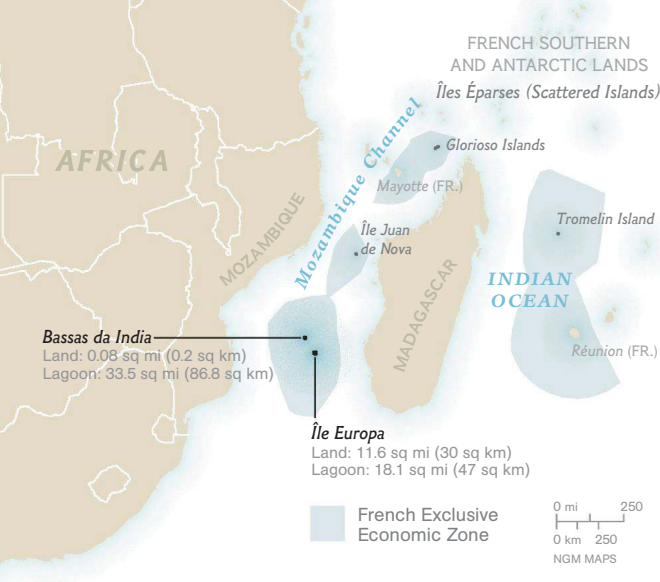 FRENCH SOUTHERN
AND ANTARCTIC LANDS
Îles Éparses (Scattered Islands)
Mozambique Channel
Glorioso Islands
AFRICA
Mayotte (FR.)
MOZAMBIQUE
Île Juan
de Nova
Tromelin Island
MADAGASCAR
INDIAN
OCEAN
Bassas da India
Land: 0.08 sq mi (0.2 sq km)
Lagoon: 33.5 sq mi (86.8 sq km)
Réunion (FR.)
Île Europa
Land: 11.6 sq mi (30 sq km)
Lagoon: 18.1 sq mi (47 sq km)
French Exclusive
Economic Zone
0 mi 250
0 km 250
NGM MAPS